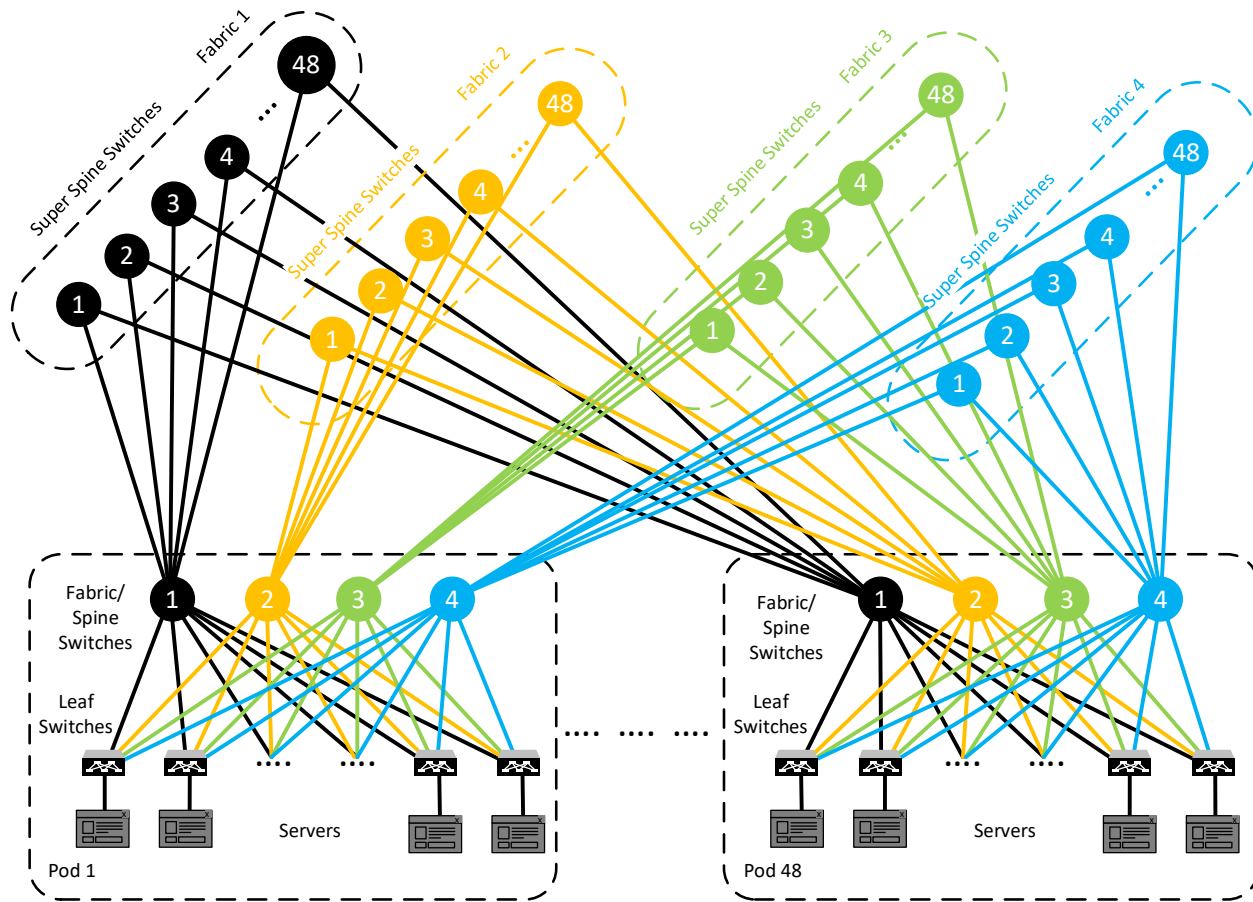 Fabric 1
Super Spine Switches
48
....
4
3
2
1
Fabric 2
Super Spine Switches
48
...
4
3
2
1
Fabric 3
Super Spine Switches
48
...
4
3
2
1
Fabric 4
Super Spine Switches
48
...
4
3
2
1
Fabric/
Spine
Switches
1
2
3
4
Leaf
Switches
....
....
X
X
Servers
X
X
Pod 1
.... .... ....
Fabric/
Spine
Switches
1
2
3
4
Leaf
Switches
....
....
X
X
Servers
X
X
Pod 48